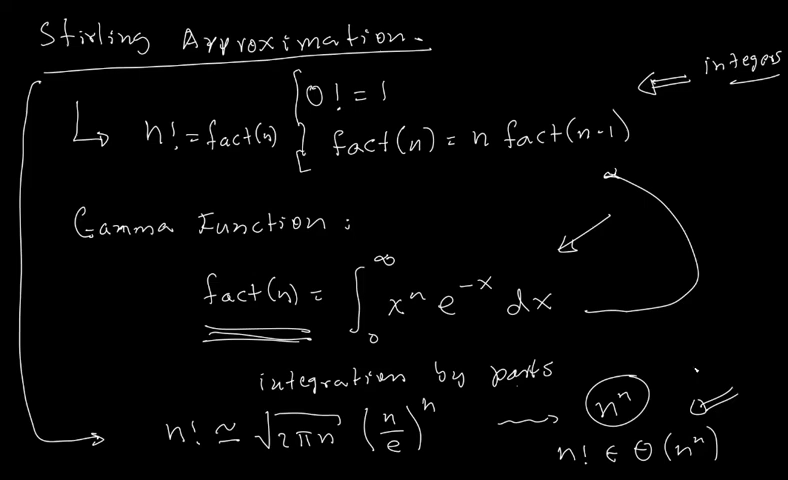 Stirling Approximation.
integers
0! = 1
n! = fact(n) { fact(n) = n fact(n-1)
Gamma Function:
fact(n) = ∫₀^∞ xⁿ e^{-x} dx
integration by parts
n! ≃ √(2πn) (n/e)ⁿ ⟶ nⁿ
n! ∈ Θ(nⁿ)